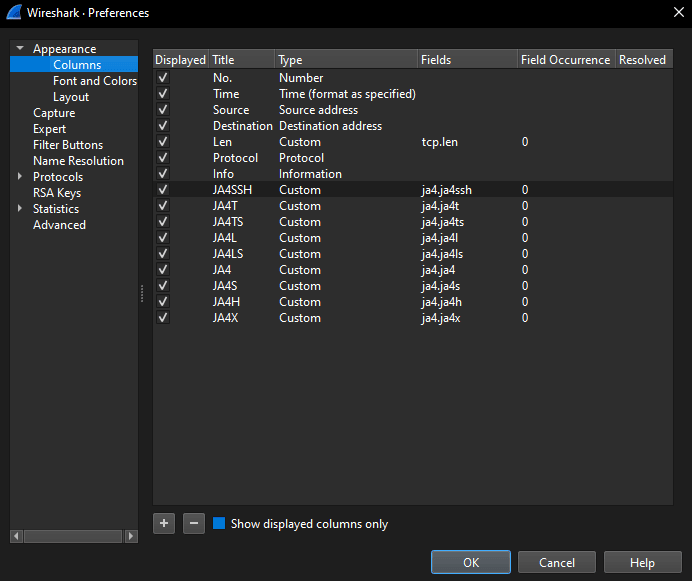 Wireshark · Preferences
Appearance
Columns
Font and Colors
Layout
Capture
Expert
Filter Buttons
Name Resolution
Protocols
RSA Keys
Statistics
Advanced
Displayed Title Type Fields Field Occurrence Resolved
No. Number
Time Time (format as specified)
Source Source address
Destination Destination address
Len Custom tcp.len 0
Protocol Protocol
Info Information
JA4SSH Custom ja4.ja4ssh 0
JA4T Custom ja4.ja4t 0
JA4TS Custom ja4.ja4ts 0
JA4L Custom ja4.ja4l 0
JA4LS Custom ja4.ja4ls 0
JA4 Custom ja4.ja4 0
JA4S Custom ja4.ja4s 0
JA4H Custom ja4.ja4h 0
JA4X Custom ja4.ja4x 0
Show displayed columns only
OK Cancel Help